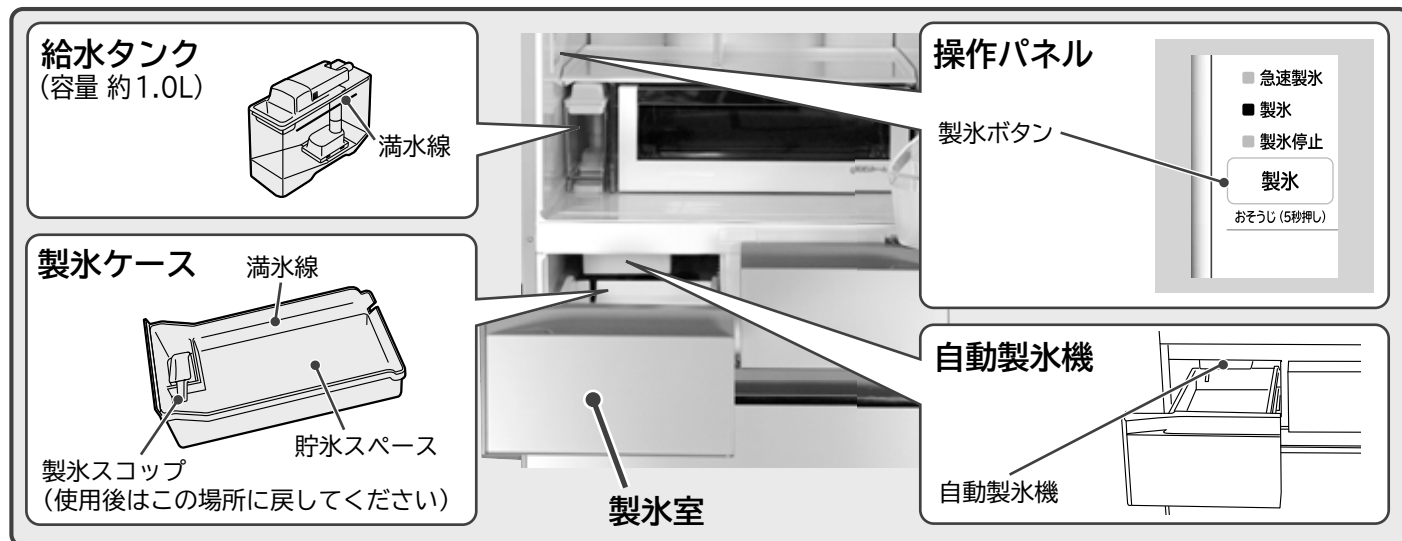 給水タンク
（容量 約1.0L）
満水線
製氷ケース
満氷線
貯氷スペース
製氷スコップ
（使用後はこの場所に戻してください）
製氷室
操作パネル
製氷ボタン
急速製氷
製氷
製氷停止
製氷
おそうじ（5秒押し）
自動製氷機
自動製氷機